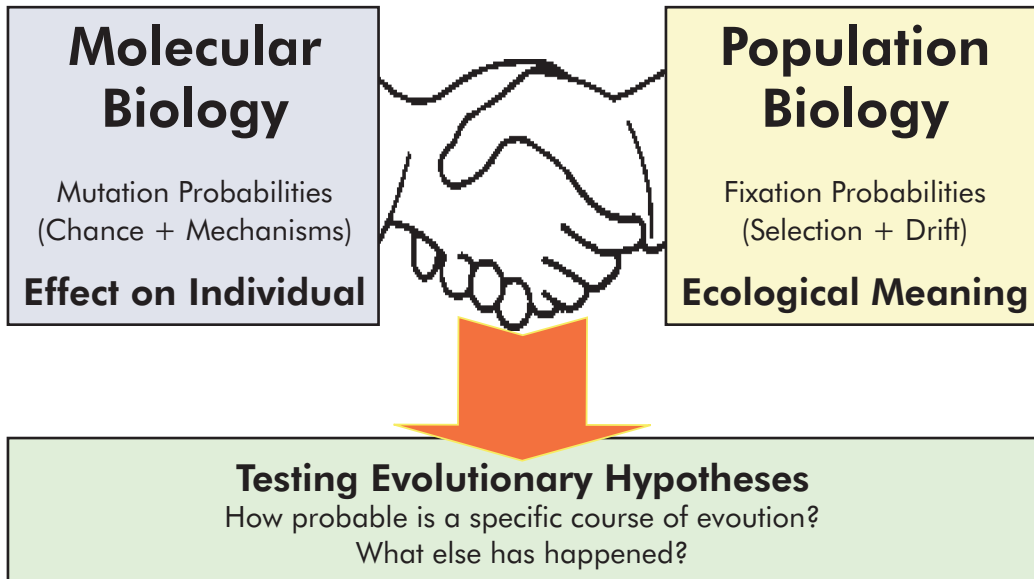 Molecular
Biology
Mutation Probabilities
(Chance + Mechanisms)
Effect on Individual
Population
Biology
Fixation Probabilities
(Selection + Drift)
Ecological Meaning
Testing Evolutionary Hypotheses
How probable is a specific course of evoution?
What else has happened?